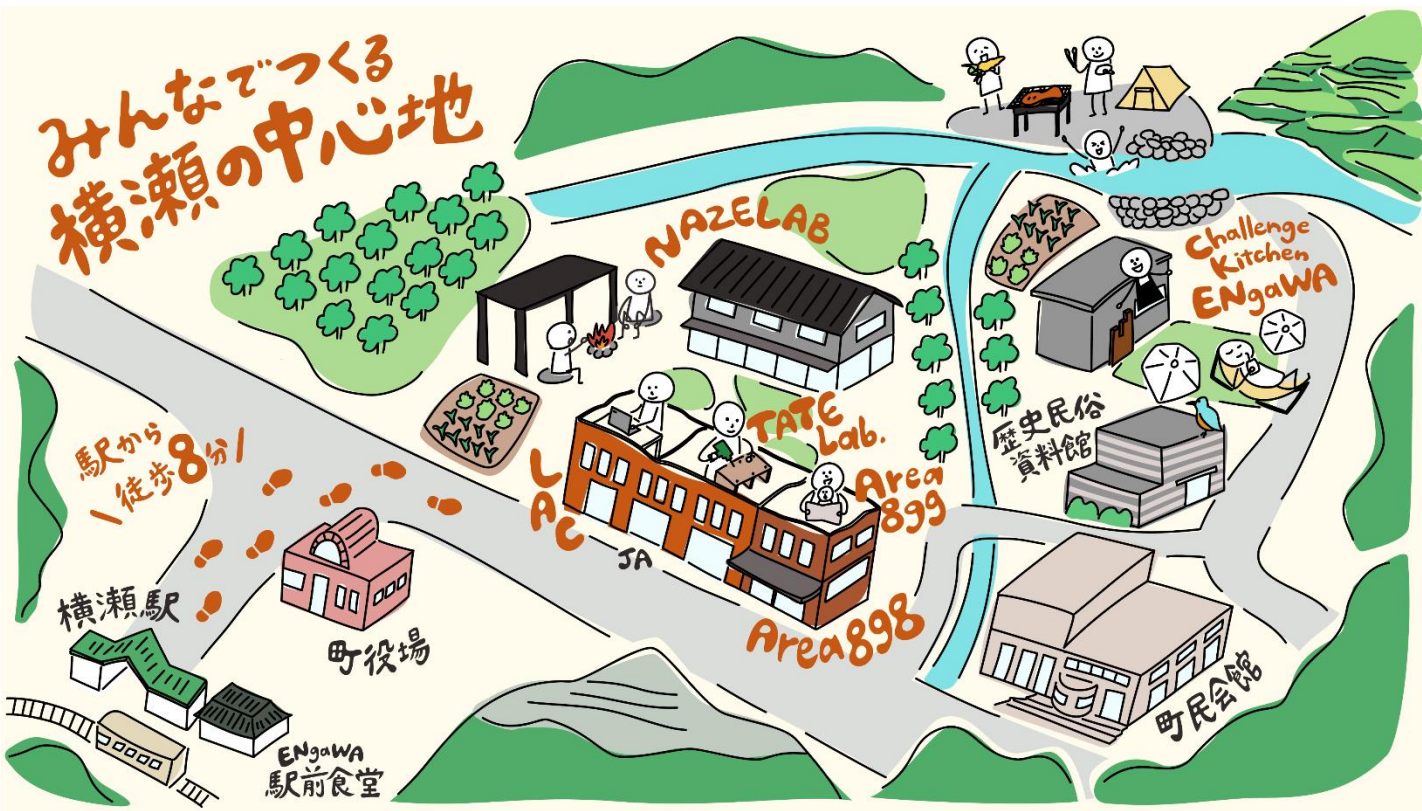 みんなでつくる
横瀬の中心地
NAZELAB
Challenge
Kitchen
ENgaWA
TATE
Lab.
Area
899
LAC
JA
Area898
歴史民俗
資料館
駅から
徒歩8分
横瀬駅
町役場
町民会館
ENgaWA
駅前食堂